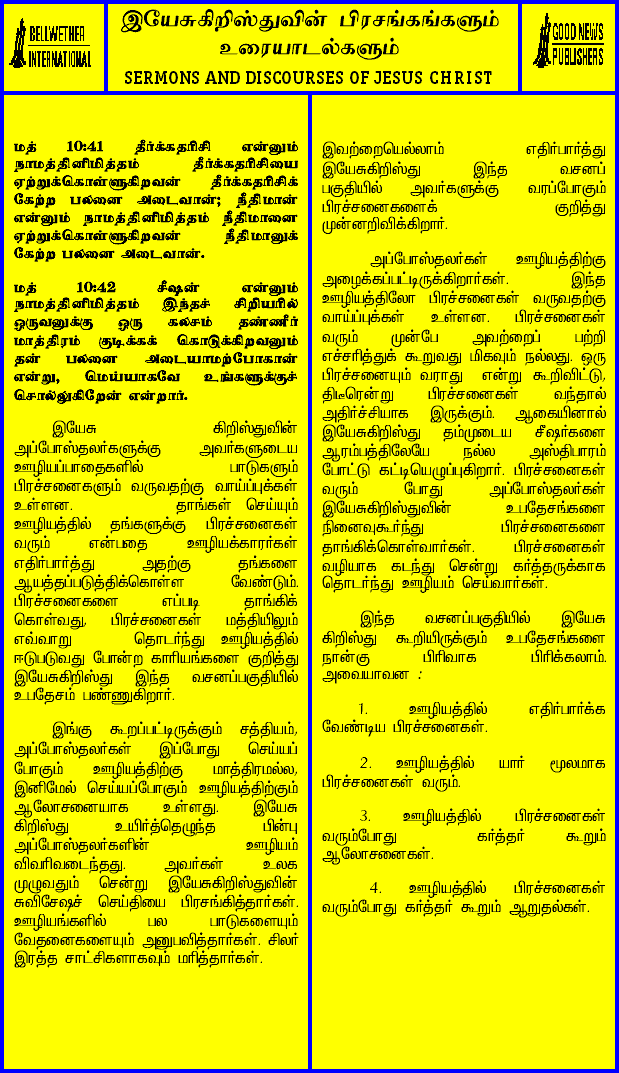 BELLWETHER
INTERNATIONAL
இயேசுகிறிஸ்துவின் பிரசங்கங்களும்
உரையாடல்களும்
SERMONS AND DISCOURSES OF JESUS CHRIST
GOOD NEWS
PUBLISHERS
மத் 10:41 தீர்க்கதரிசி என்னும்
நாமத்தினிமித்தம் தீர்க்கதரிசியை
ஏற்றுக்கொள்ளுகிறவன் தீர்க்கதரிசிக்
கேற்ற பலனை அடைவான்; நீதிமான்
என்னும் நாமத்தினிமித்தம் நீதிமானை
ஏற்றுக்கொள்ளுகிறவன் நீதிமானுக்
கேற்ற பலனை அடைவான்.
மத் 10:42 சீஷன் என்னும்
நாமத்தினிமித்தம் இந்தச் சிறியரில்
ஒருவனுக்கு ஒரு கலசம் தண்ணீர்
மாத்திரம் குடிக்கக் கொடுக்கிறவனும்
தன் பலனை அடையாமற்போகான்
என்று, மெய்யாகவே உங்களுக்குச்
சொல்லுகிறேன் என்றார்.
இயேசு கிறிஸ்துவின்
அப்போஸ்தலர்களுக்கு அவர்களுடைய
ஊழியப்பாதைகளில் பாடுகளும்
பிரச்சனைகளும் வருவதற்கு வாய்ப்புக்கள்
உள்ளன. தாங்கள் செய்யும்
ஊழியத்தில் தங்களுக்கு பிரச்சனைகள்
வரும் என்பதை ஊழியக்காரர்கள்
எதிர்பார்த்து அதற்கு தங்களை
ஆயத்தப்படுத்திக்கொள்ள வேண்டும்.
பிரச்சனைகளை எப்படி தாங்கிக்
கொள்வது, பிரச்சனைகள் மத்தியிலும்
எவ்வாறு தொடர்ந்து ஊழியத்தில்
ஈடுபடுவது போன்ற காரியங்களை குறித்து
இயேசுகிறிஸ்து இந்த வசனப்பகுதியில்
உபதேசம் பண்ணுகிறார்.
இங்கு கூறப்பட்டிருக்கும் சத்தியம்,
அப்போஸ்தலர்கள் இப்போது செய்யப்
போகும் ஊழியத்திற்கு மாத்திரமல்ல,
இனிமேல் செய்யப்போகும் ஊழியத்திற்கும்
ஆலோசனையாக உள்ளது. இயேசு
கிறிஸ்து உயிர்த்தெழுந்த பின்பு
அப்போஸ்தலர்களின் ஊழியம்
விவரிவடைந்தது. அவர்கள் உலக
முழுவதும் சென்று இயேசுகிறிஸ்துவின்
சுவிசேஷச் செய்தியை பிரசங்கித்தார்கள்.
ஊழியங்களில் பல பாடுகளையும்
வேதனைகளையும் அனுபவித்தார்கள். சிலர்
இரத்த சாட்சிகளாகவும் மரித்தார்கள்.
இவற்றையெல்லாம் எதிர்பார்த்து
இயேசுகிறிஸ்து இந்த வசனப்
பகுதியில் அவர்களுக்கு வரப்போகும்
பிரச்சனைகளைக் குறித்து
முன்னறிவிக்கிறார்.
அப்போஸ்தலர்கள் ஊழியத்திற்கு
அழைக்கப்பட்டிருக்கிறார்கள். இந்த
ஊழியத்திலோ பிரச்சனைகள் வருவதற்கு
வாய்ப்புக்கள் உள்ளன. பிரச்சனைகள்
வரும் முன்பே அவற்றைப் பற்றி
எச்சரித்துக் கூறுவது மிகவும் நல்லது. ஒரு
பிரச்சனையும் வராது என்று கூறிவிட்டு,
திடீரென்று பிரச்சனைகள் வந்தால்
அதிர்ச்சியாக இருக்கும். ஆகையினால்
இயேசுகிறிஸ்து தம்முடைய சீஷர்களை
ஆரம்பத்திலேயே நல்ல அஸ்திபாரம்
போட்டு கட்டியெழுப்புகிறார். பிரச்சனைகள்
வரும் போது அப்போஸ்தலர்கள்
இயேசுகிறிஸ்துவின் உபதேசங்களை
நினைவுகூர்ந்து பிரச்சனைகளை
தாங்கிக்கொள்வார்கள். பிரச்சனைகள்
வழியாக கடந்து சென்று கர்த்தருக்காக
தொடர்ந்து ஊழியம் செய்வார்கள்.
இந்த வசனப்பகுதியில் இயேசு
கிறிஸ்து கூறியிருக்கும் உபதேசங்களை
நான்கு பிரிவாக பிரிக்கலாம்.
அவையாவன :
1. ஊழியத்தில் எதிர்பார்க்க
வேண்டிய பிரச்சனைகள்.
2. ஊழியத்தில் யார் மூலமாக
பிரச்சனைகள் வரும்.
3. ஊழியத்தில் பிரச்சனைகள்
வரும்போது கர்த்தர் கூறும்
ஆலோசனைகள்.
4. ஊழியத்தில் பிரச்சனைகள்
வரும்போது கர்த்தர் கூறும் ஆறுதல்கள்.